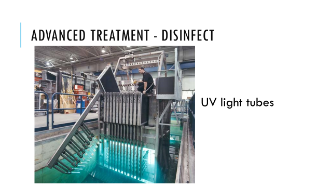 ADVANCED TREATMENT - DISINFECT
UV light tubes